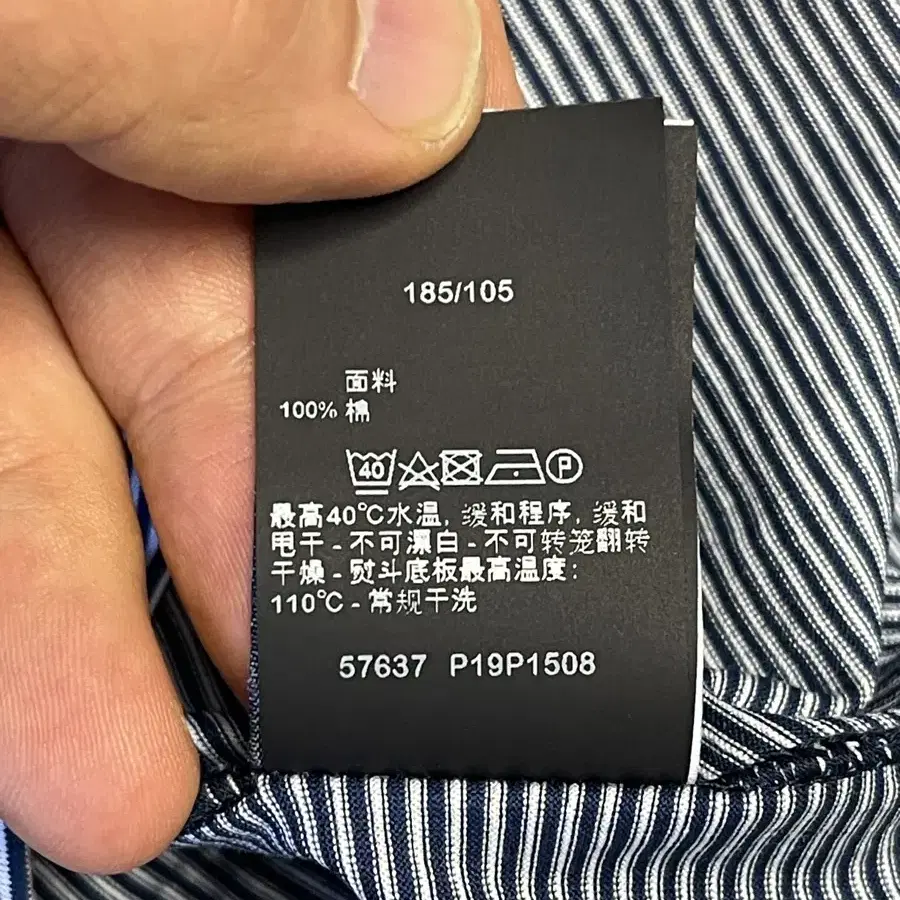 185/105
面料
100% 棉
40 P
最高40°C水温, 缓和程序, 缓和
甩干 - 不可漂白 - 不可转笼翻转
干燥 - 熨斗底板最高温度:
110°C - 常规干洗
57637 P19P1508